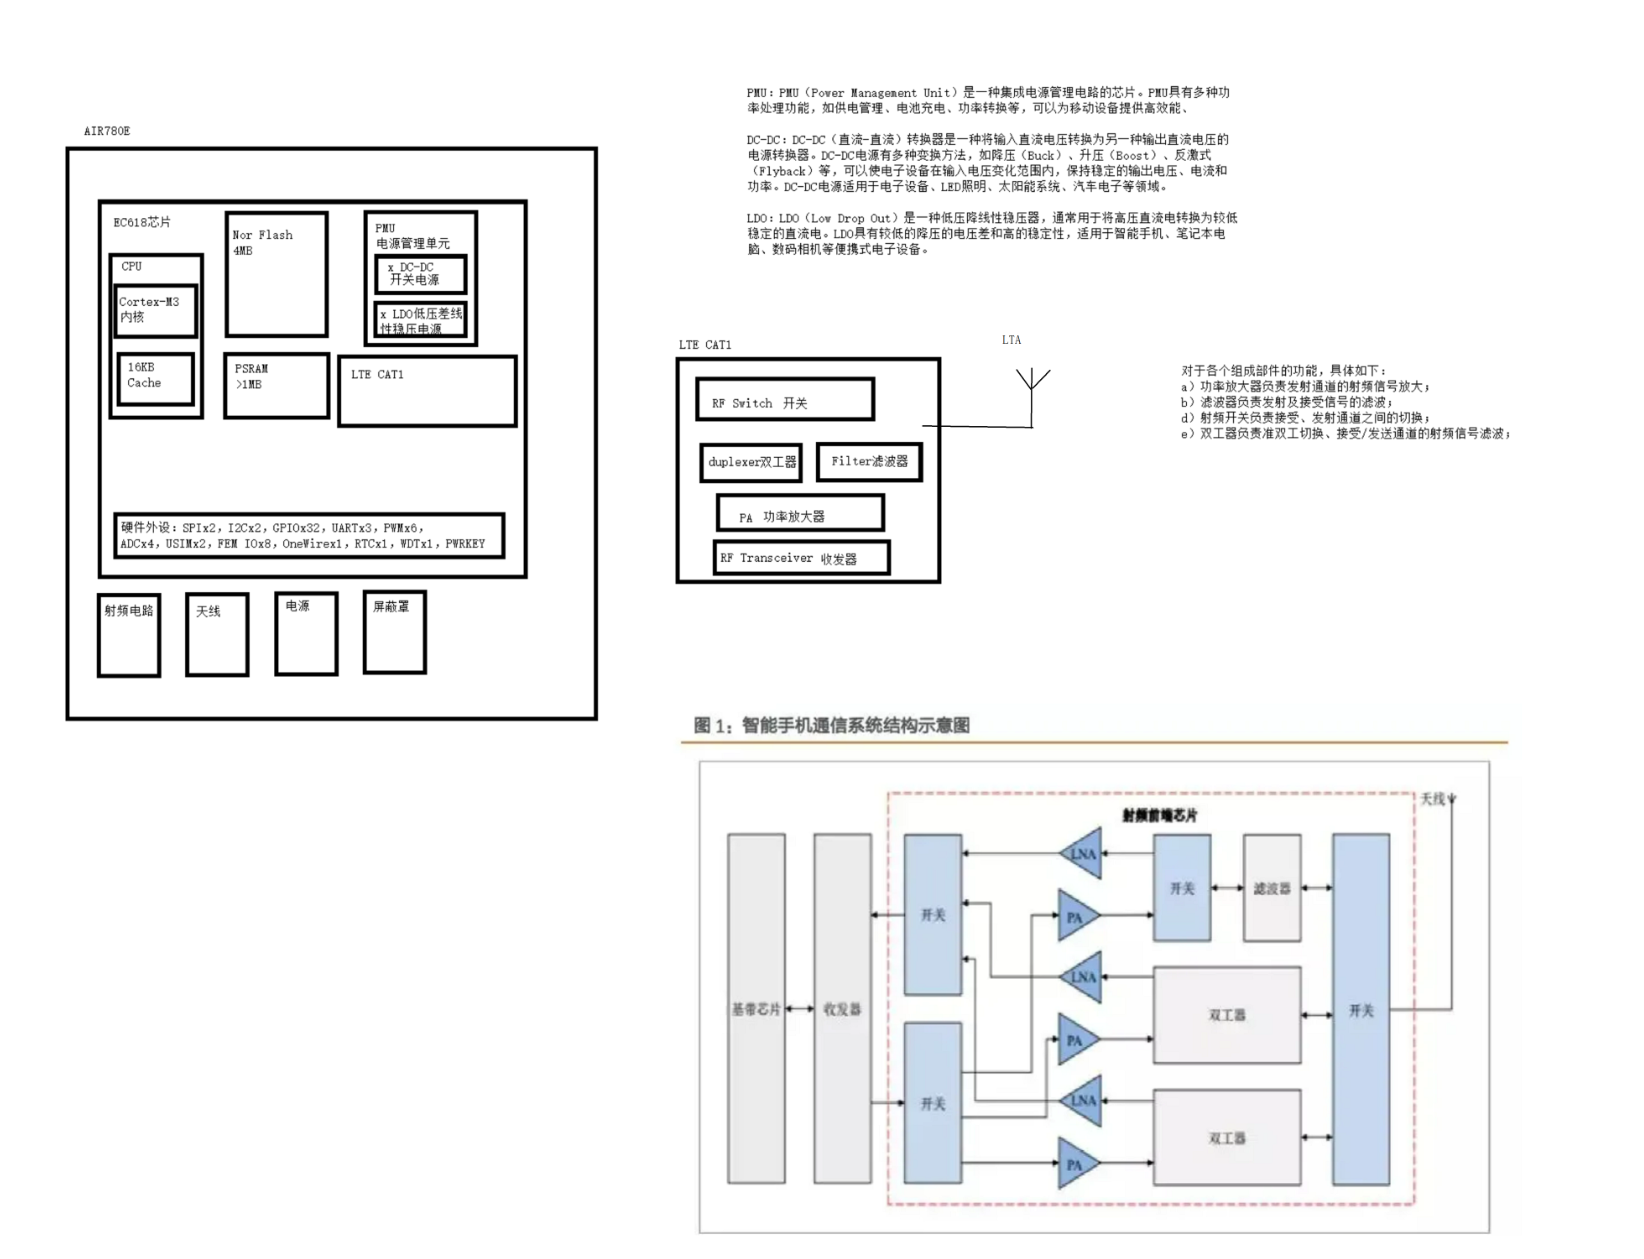 AIR780E
EC618芯片
CPU
Cortex-M3
内核
16KB
Cache
Nor Flash
4MB
PSRAM
>1MB
PMU
电源管理单元
x DC-DC
开关电源
x LDO低压差线
性稳压电源
LTE CAT1
硬件外设：SPIx2，I2Cx2，GPIOx32，UARTx3，PWMx6，
ADCx4，USIMx2，FEM IOx8，OneWirex1，RTCx1，WDTx1，PWRKEY
射频电路
天线
电源
屏蔽罩
PMU：PMU（Power Management Unit）是一种集成电源管理电路的芯片。PMU具有多种功
率处理功能，如供电管理、电池充电、功率转换等，可以为移动设备提供高效能、
DC-DC：DC-DC（直流-直流）转换器是一种将输入直流电压转换为另一种输出直流电压的
电源转换器。DC-DC电源有多种变换方法，如降压（Buck）、升压（Boost）、反激式
（Flyback）等，可以使电子设备在输入电压变化范围内，保持稳定的输出电压、电流和
功率。DC-DC电源适用于电子设备、LED照明、太阳能系统、汽车电子等领域。
LDO：LDO（Low Drop Out）是一种低压降线性稳压器，通常用于将高压直流电转换为较低
稳定的直流电。LDO具有较低的降压的电压差和高的稳定性，适用于智能手机、笔记本电
脑、数码相机等便携式电子设备。
LTE CAT1
RF Switch 开关
duplexer双工器
Filter滤波器
PA 功率放大器
RF Transceiver 收发器
LTA
对于各个组成部件的功能，具体如下：
a）功率放大器负责发射通道的射频信号放大；
b）滤波器负责发射及接受信号的滤波；
d）射频开关负责接受、发射通道之间的切换；
e）双工器负责准双工切换、接受/发送通道的射频信号滤波；
图 1：智能手机通信系统结构示意图
射频前端芯片
天线
基带芯片
收发器
开关
开关
LNA
PA
LNA
PA
LNA
PA
开关
滤波器
双工器
双工器
开关